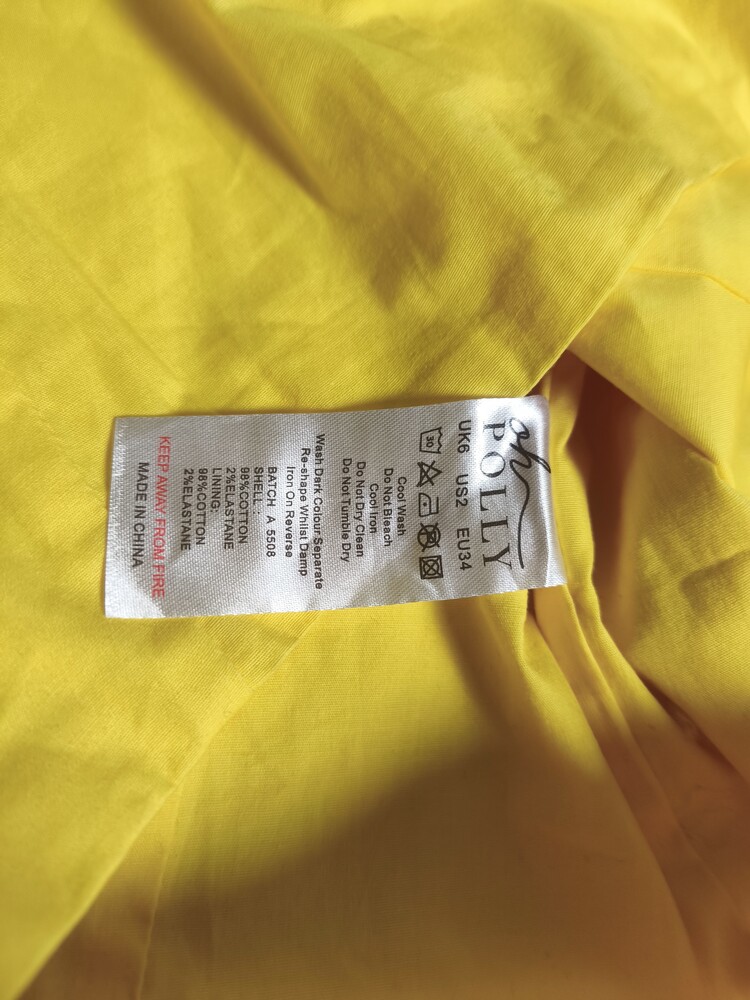 oh
POLLY
UK6 US2 EU34
30
Cool Wash
Do Not Bleach
Cool Iron
Do Not Dry Clean
Do Not Tumble Dry
Wash Dark Colour Separate
Re-shape Whilst Damp
Iron On Reverse
BATCH A 5508
SHELL :
98%COTTON
2%ELASTANE
LINING:
98%COTTON
2%ELASTANE
KEEP AWAY FROM FIRE
MADE IN CHINA